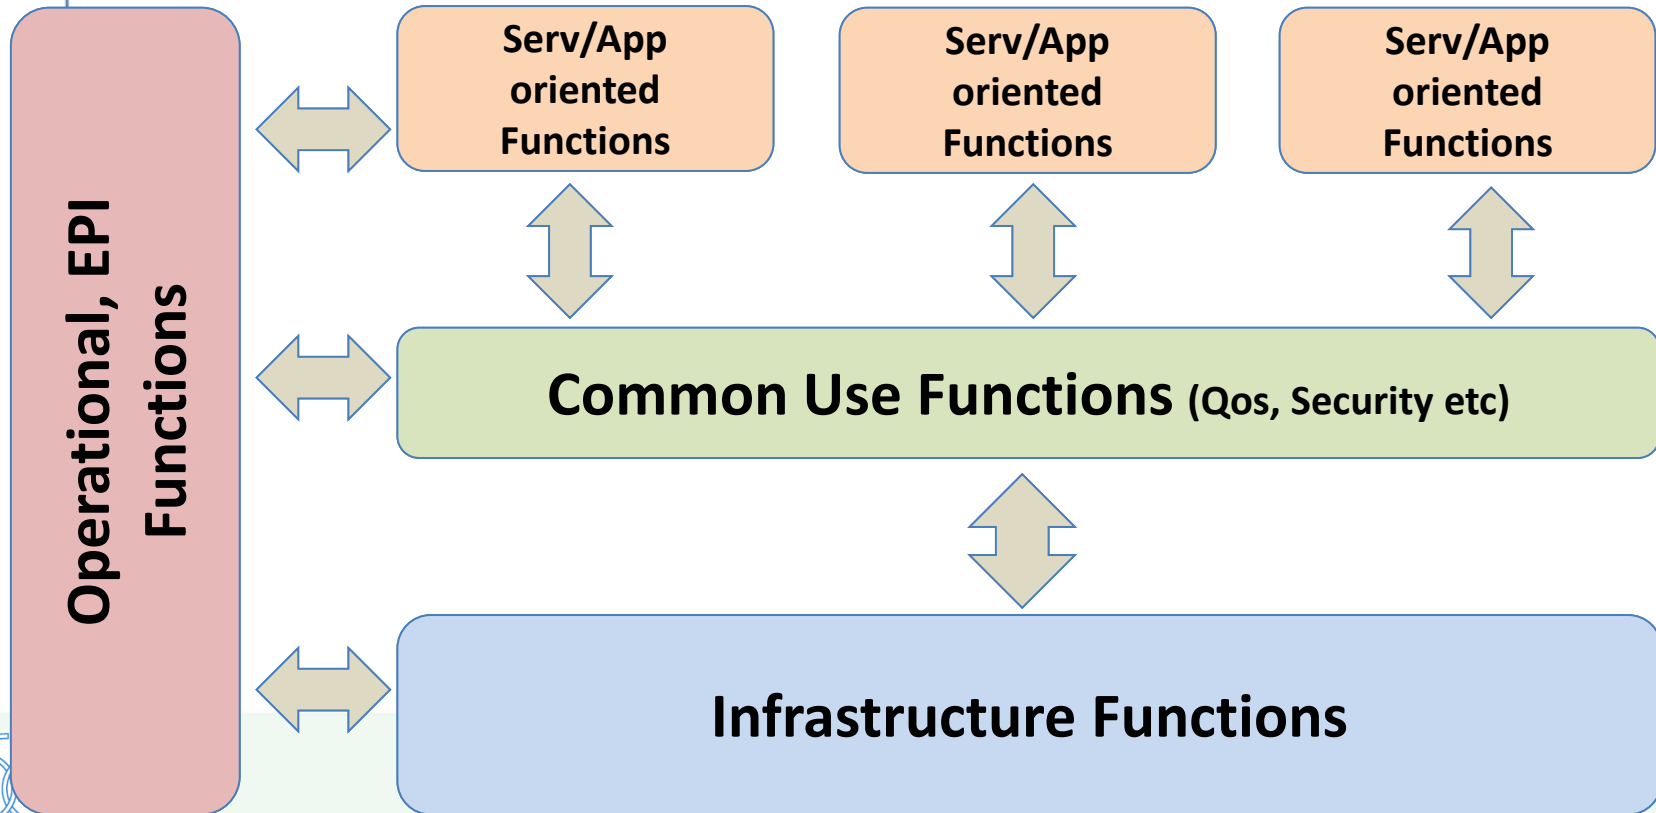 Operational, EPI
Functions
Serv/App
oriented
Functions
Serv/App
oriented
Functions
Serv/App
oriented
Functions
Common Use Functions (Qos, Security etc)
Infrastructure Functions